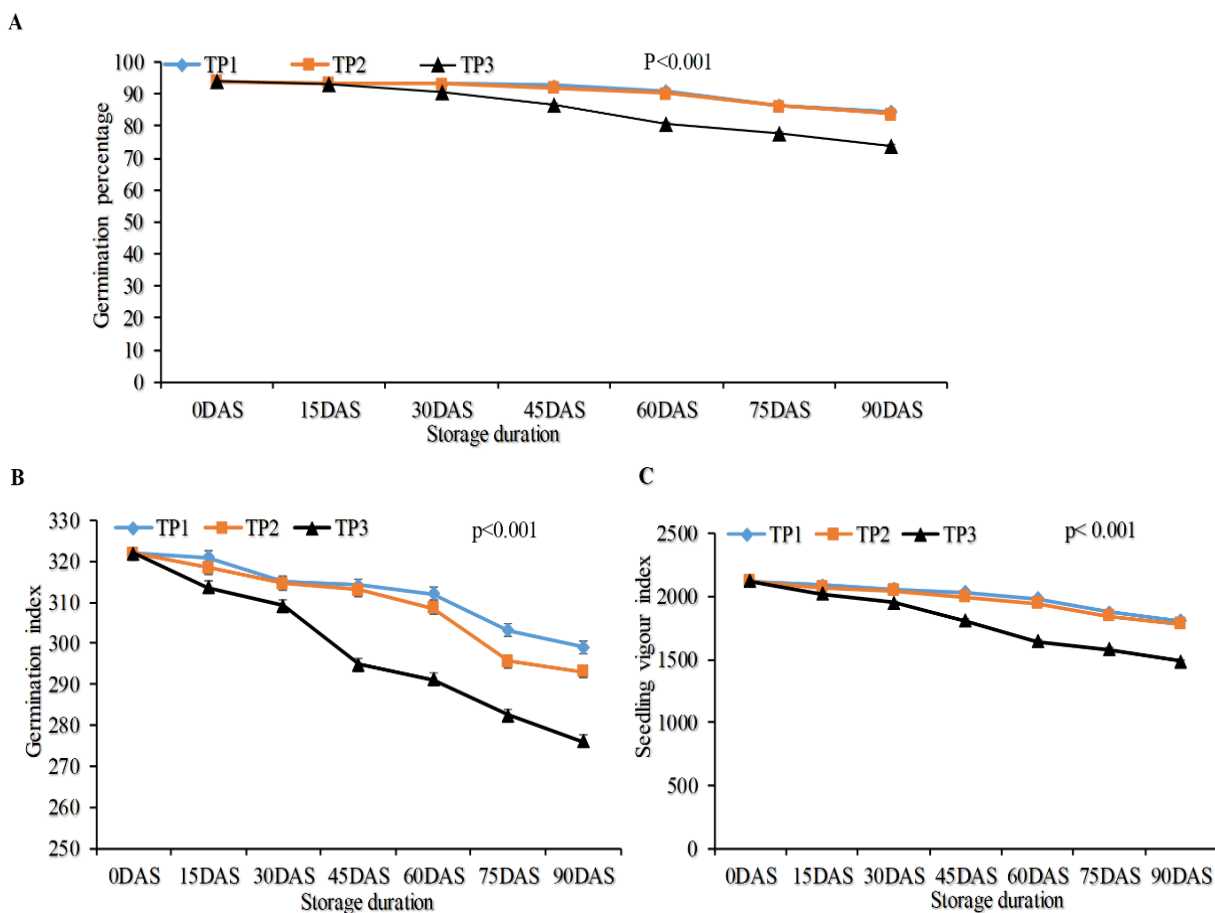 A
TP1 TP2 TP3 P<0.001
100
90
80
70
60
50
40
30
20
10
0
Germination percentage
0DAS 15DAS 30DAS 45DAS 60DAS 75DAS 90DAS
Storage duration
B
TP1 TP2 TP3 p<0.001
330
320
310
300
290
280
270
260
250
Germination index
0DAS 15DAS 30DAS 45DAS 60DAS 75DAS 90DAS
Storage duration
C
TP1 TP2 TP3 p< 0.001
2500
2000
1500
1000
500
0
Seedling vigour index
0DAS 15DAS 30DAS 45DAS 60DAS 75DAS 90DAS
Storage duration